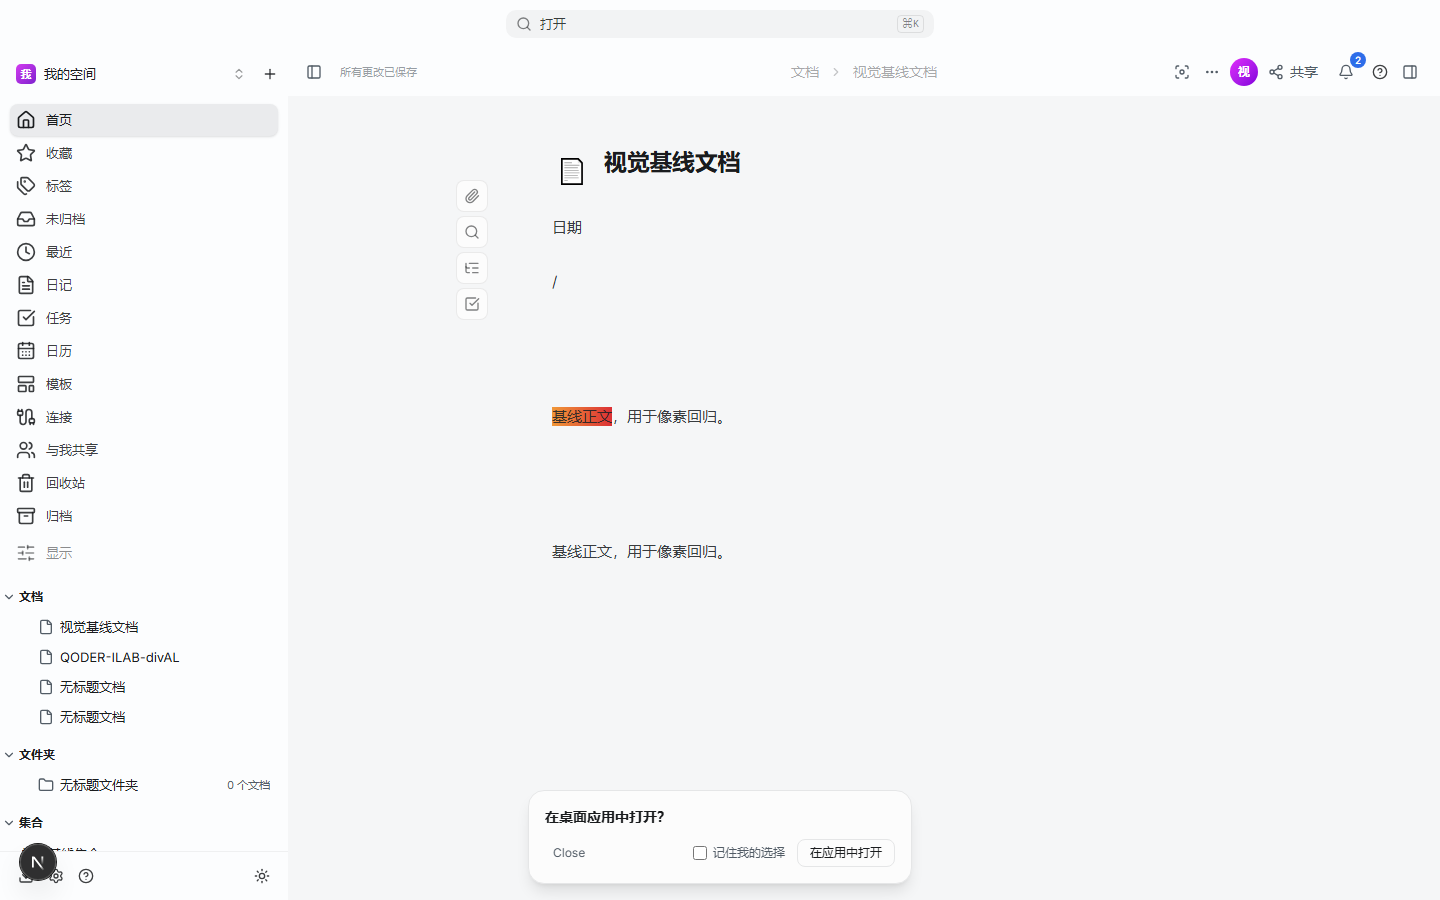 打开
⌘K
我 我的空间
所有更改已保存
文档 > 视觉基线文档
视
共享
2
首页
收藏
标签
未归档
最近
日记
任务
日历
模板
连接
与我共享
回收站
归档
显示
文档
视觉基线文档
QODER-ILAB-divAL
无标题文档
无标题文档
文件夹
无标题文件夹 0 个文档
集合
N
视觉基线文档
日期
/
基线正文，用于像素回归。
基线正文，用于像素回归。
在桌面应用中打开？
Close
记住我的选择
在应用中打开